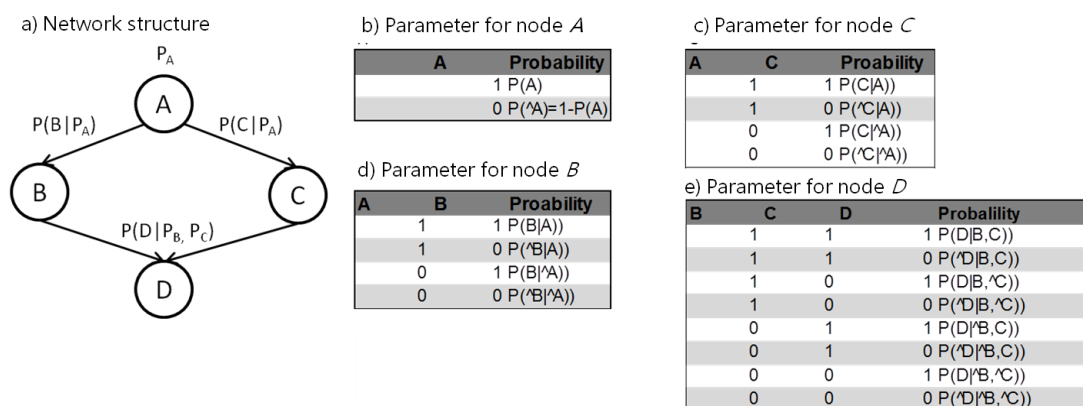 a) Network structure
P_A
A
P(B|P_A)
P(C|P_A)
B
C
P(D|P_B, P_C)
D
b) Parameter for node A
A Probability
1 P(A)
0 P(^A)=1-P(A)
c) Parameter for node C
A C Proability
1 1 P(C|A))
1 0 P(^C|A))
0 1 P(C|^A))
0 0 P(^C|^A))
d) Parameter for node B
A B Proability
1 1 P(B|A))
1 0 P(^B|A))
0 1 P(B|^A))
0 0 P(^B|^A))
e) Parameter for node D
B C D Probalility
1 1 1 P(D|B,C))
1 1 0 P(^D|B,C))
1 0 1 P(D|B,^C))
1 0 0 P(^D|B,^C))
0 1 1 P(D|^B,C))
0 1 0 P(^D|^B,C))
0 0 1 P(D|^B,^C))
0 0 0 P(^D|^B,^C))